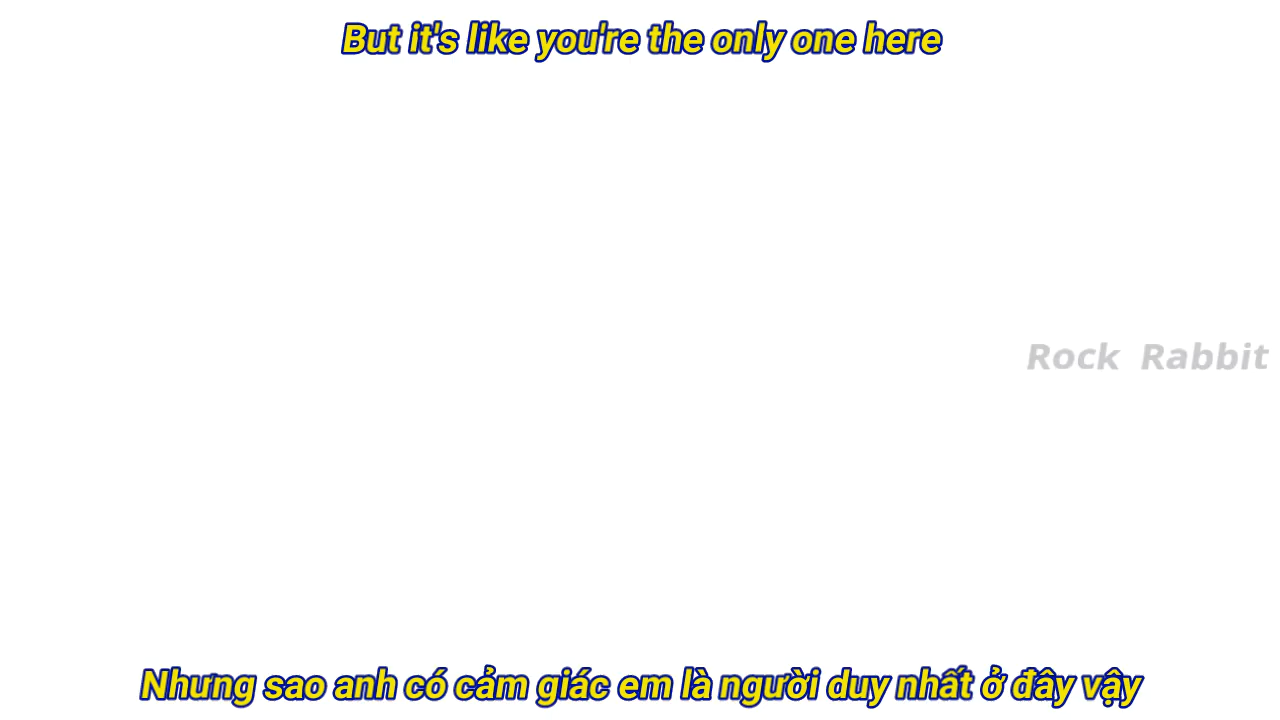 But it's like you're the only one here
Rock Rabbit
Nhưng sao anh có cảm giác em là người duy nhất ở đây vậy